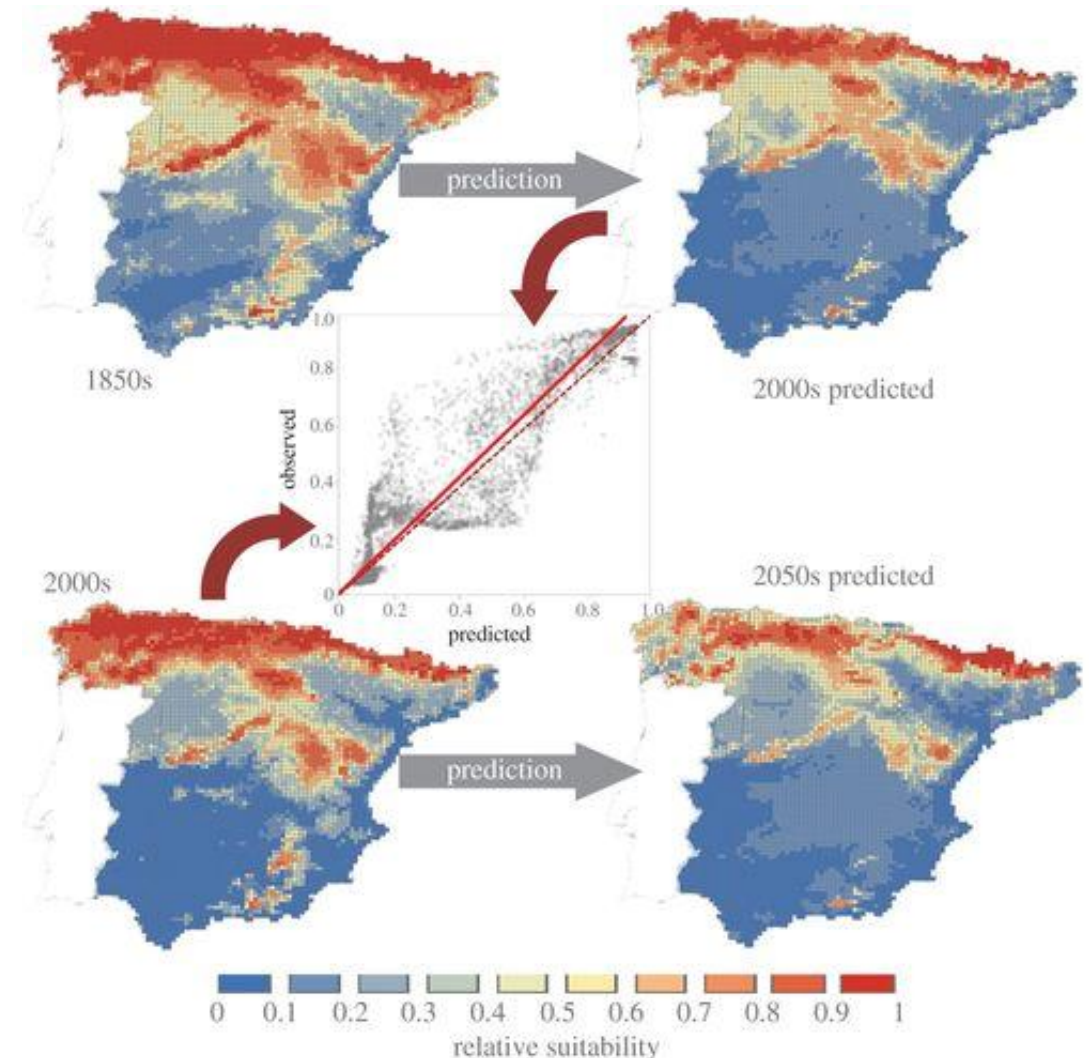 prediction
1850s
2000s predicted
1.0
0.8
0.6
0.4
0.2
0
observed
0 0.2 0.4 0.6 0.8 1.0
predicted
2000s
2050s predicted
prediction
0 0.1 0.2 0.3 0.4 0.5 0.6 0.7 0.8 0.9 1
relative suitability